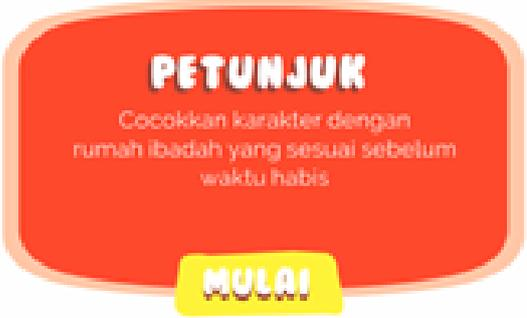 PETUNJUK
Cocokkan karakter dengan
rumah ibadah yang sesuai sebelum
waktu habis
MULAI